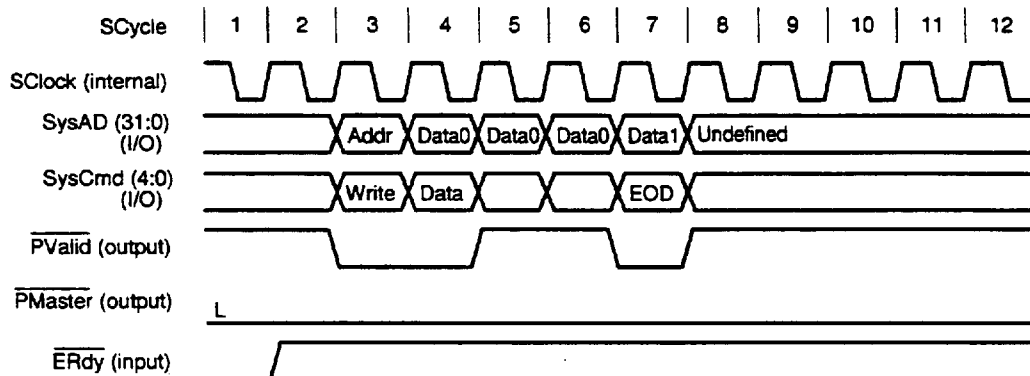 SCycle 1 2 3 4 5 6 7 8 9 10 11 12
SClock (internal)
SysAD (31:0) Addr Data0 Data0 Data0 Data1 Undefined
(I/O)
SysCmd (4:0) Write Data EOD
(I/O)
PValid (output)
PMaster (output) L
ERdy (input)